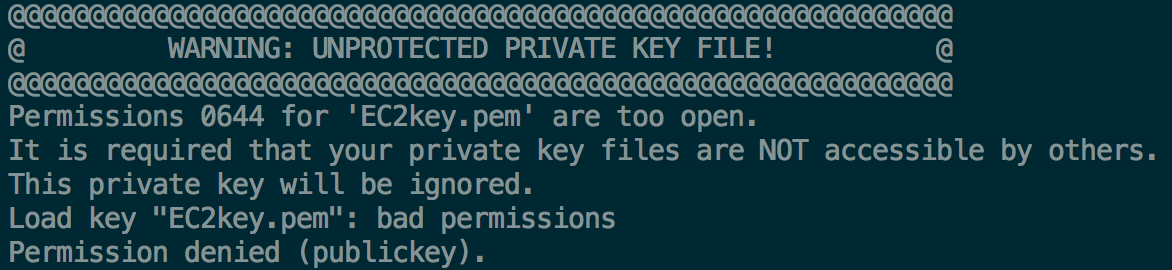 @@@@@@@@@@@@@@@@@@@@@@@@@@@@@@@@@@@@@@@@@@@@@@@@@@@@@@@@@@@
@         WARNING: UNPROTECTED PRIVATE KEY FILE!          @
@@@@@@@@@@@@@@@@@@@@@@@@@@@@@@@@@@@@@@@@@@@@@@@@@@@@@@@@@@@
Permissions 0644 for 'EC2key.pem' are too open.
It is required that your private key files are NOT accessible by others.
This private key will be ignored.
Load key "EC2key.pem": bad permissions
Permission denied (publickey).